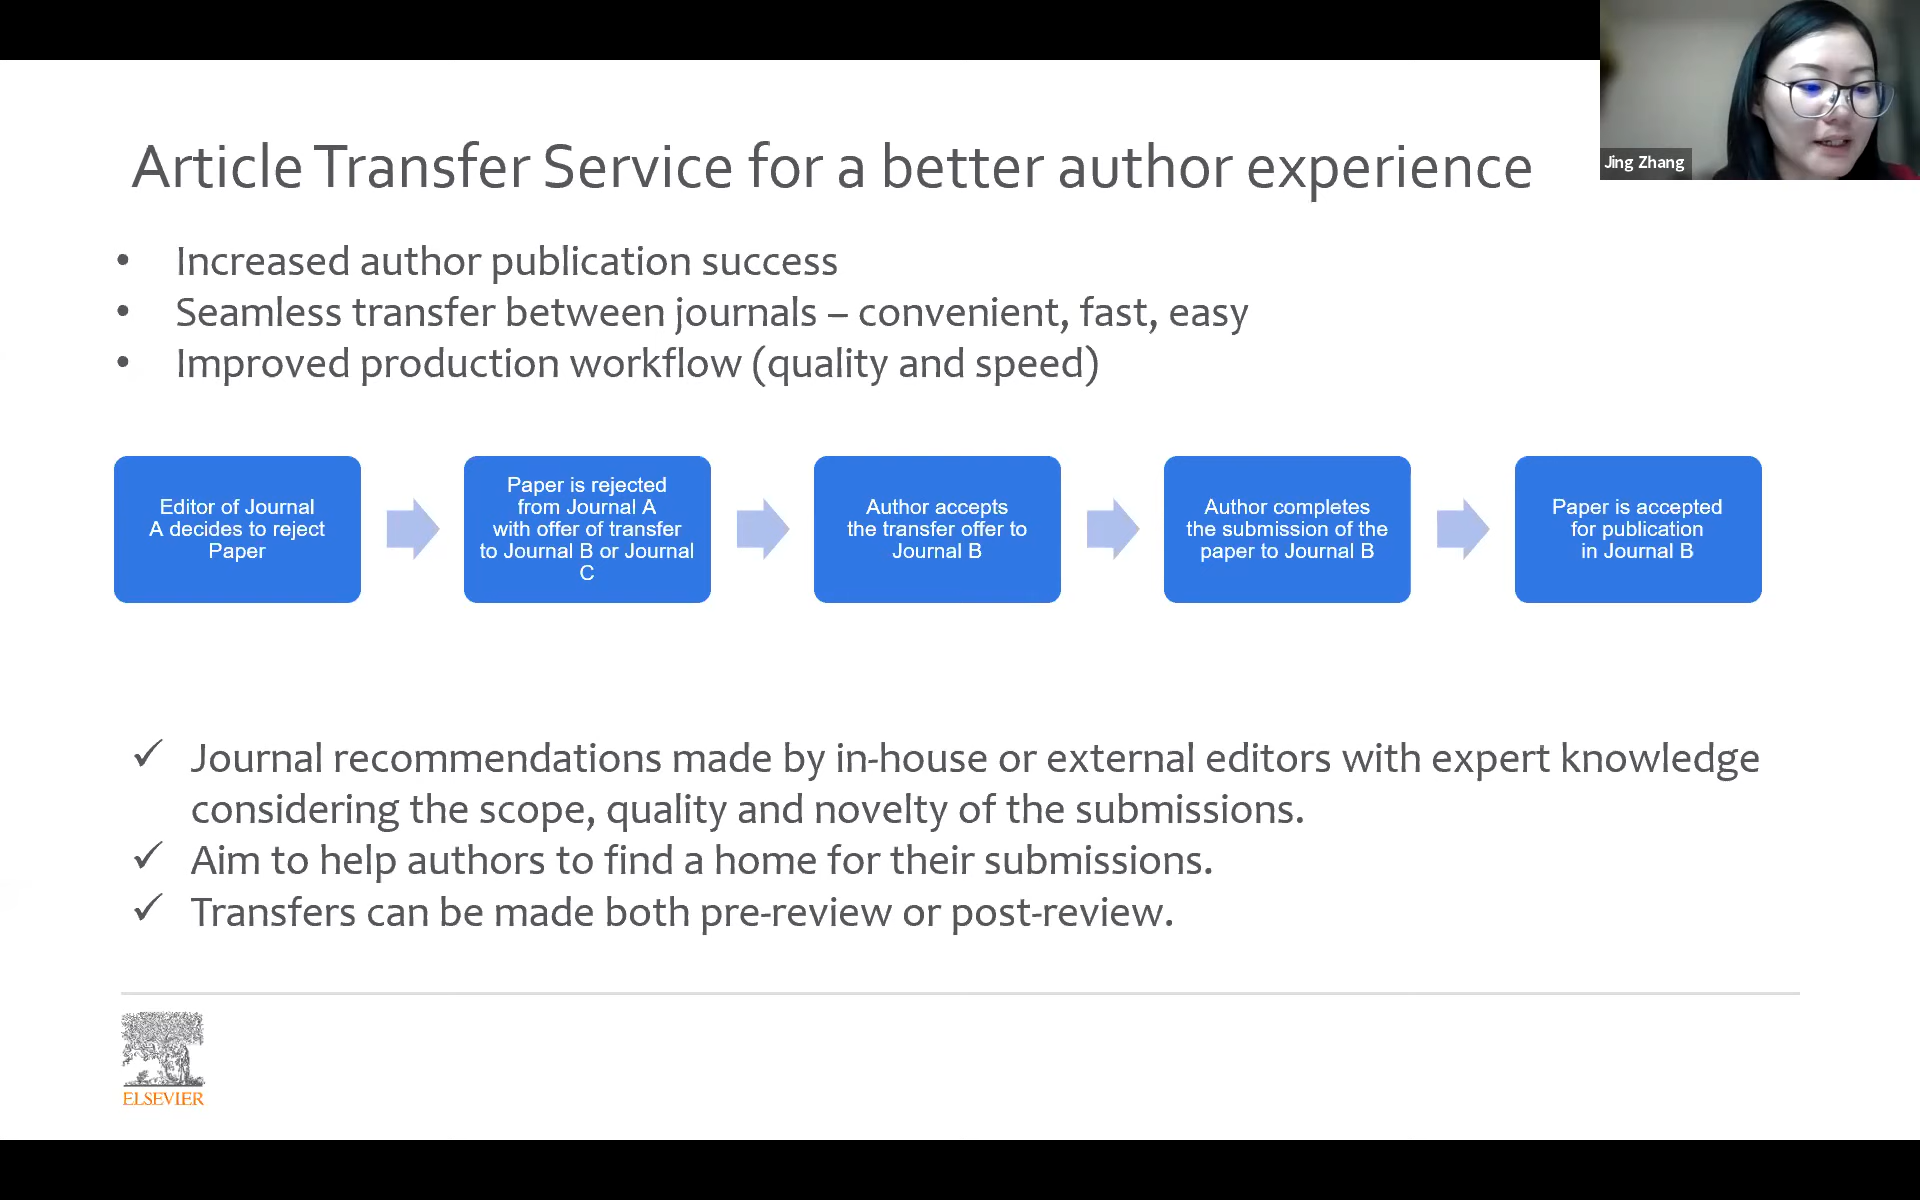 Jing Zhang
Article Transfer Service for a better author experience
• Increased author publication success
• Seamless transfer between journals – convenient, fast, easy
• Improved production workflow (quality and speed)
Editor of Journal
A decides to reject
Paper
Paper is rejected
from Journal A
with offer of transfer
to Journal B or Journal
C
Author accepts
the transfer offer to
Journal B
Author completes
the submission of the
paper to Journal B
Paper is accepted
for publication
in Journal B
✓ Journal recommendations made by in-house or external editors with expert knowledge
considering the scope, quality and novelty of the submissions.
✓ Aim to help authors to find a home for their submissions.
✓ Transfers can be made both pre-review or post-review.
ELSEVIER